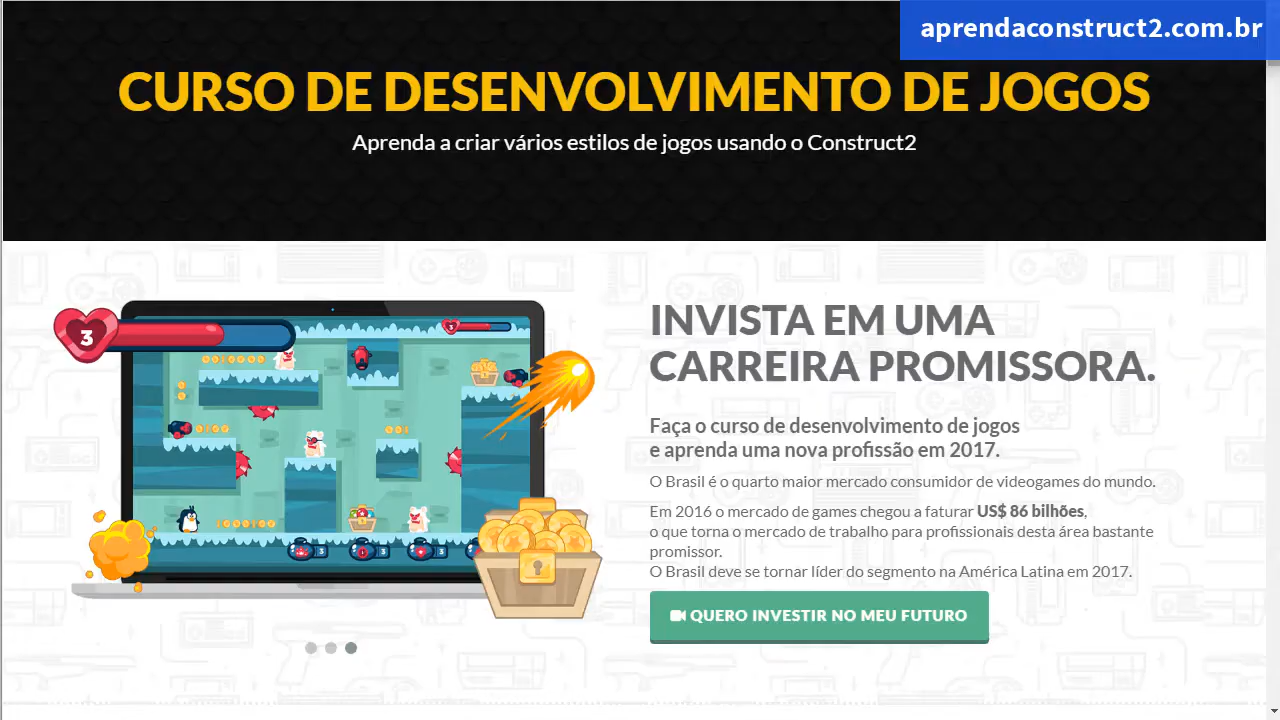 aprendaconstruct2.com.br
CURSO DE DESENVOLVIMENTO DE JOGOS
Aprenda a criar vários estilos de jogos usando o Construct2
3
3
INVISTA EM UMA
CARREIRA PROMISSORA.
Faça o curso de desenvolvimento de jogos
e aprenda uma nova profissão em 2017.
O Brasil é o quarto maior mercado consumidor de videogames do mundo.
Em 2016 o mercado de games chegou a faturar US$ 86 bilhões,
o que torna o mercado de trabalho para profissionais desta área bastante
promissor.
O Brasil deve se tornar líder do segmento na América Latina em 2017.
3 3 3
QUERO INVESTIR NO MEU FUTURO